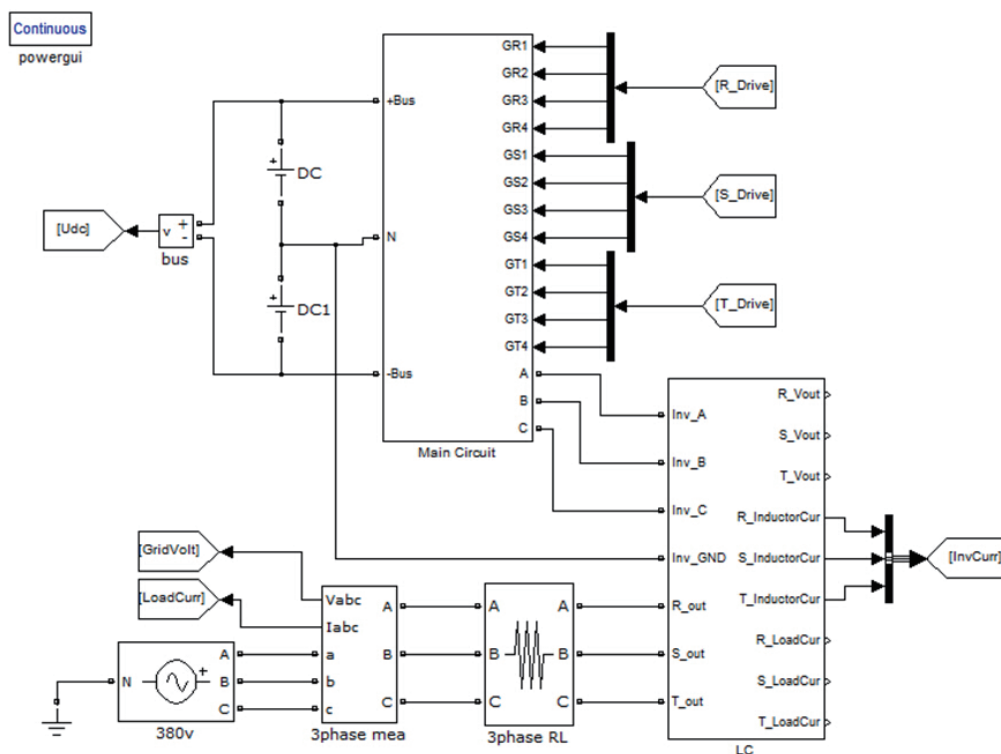 Continuous
powergui
+Bus
N
-Bus
GR1
GR2
GR3
GR4
GS1
GS2
GS3
GS4
GT1
GT2
GT3
GT4
A
B
C
Main Circuit
[R_Drive]
[S_Drive]
[T_Drive]
+
DC
+
DC1
[Udc]
v
+
-
bus
Inv_A
Inv_B
Inv_C
Inv_GND
R_out
S_out
T_out
R_Vout
S_Vout
T_Vout
R_InductorCur
S_InductorCur
T_InductorCur
R_LoadCur
S_LoadCur
T_LoadCur
LC
[InvCurr]
[GridVolt]
[LoadCurr]
Vabc
Iabc
a
b
c
A
B
C
3phase mea
A
B
C
A
B
C
3phase RL
N
+
A
B
C
380v